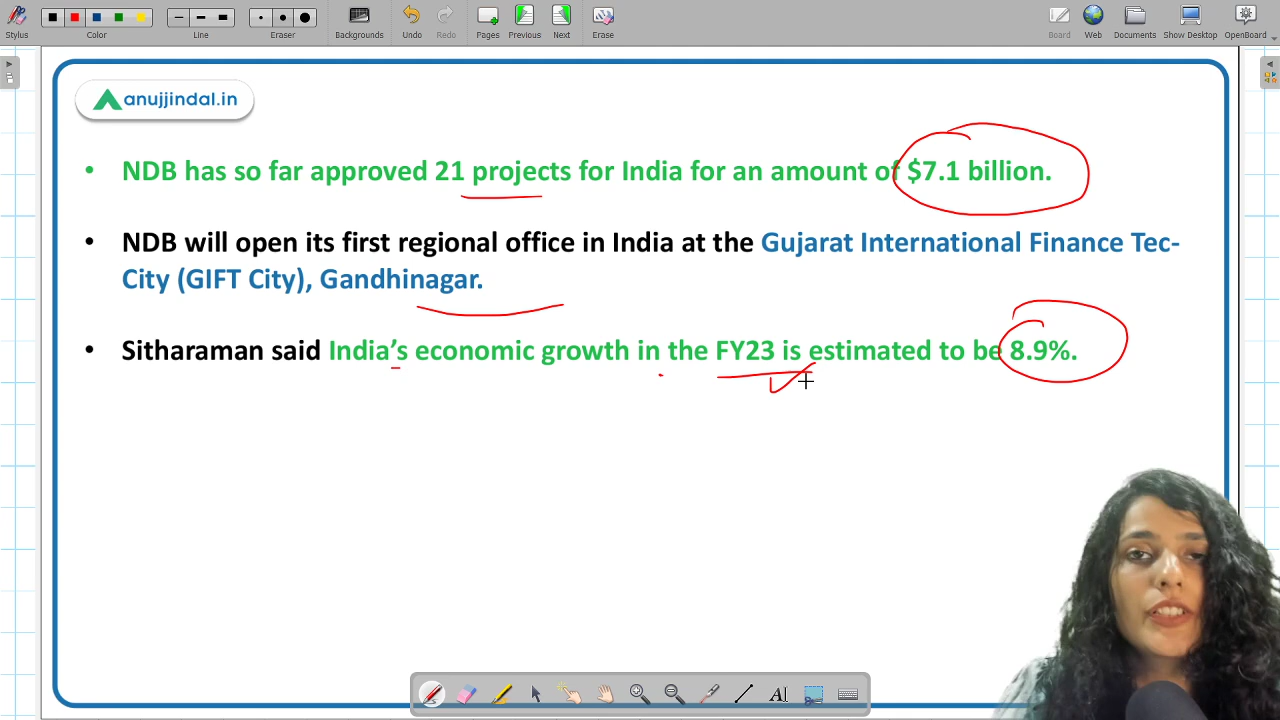 Stylus
Color
Line
Eraser
Backgrounds
Undo
Redo
Pages
Previous
Next
Erase
Board
Web
Documents
Show Desktop
OpenBoard
anujjindal.in
• NDB has so far approved 21 projects for India for an amount of $7.1 billion.
• NDB will open its first regional office in India at the Gujarat International Finance Tec-
City (GIFT City), Gandhinagar.
• Sitharaman said India’s economic growth in the FY23 is estimated to be 8.9%.